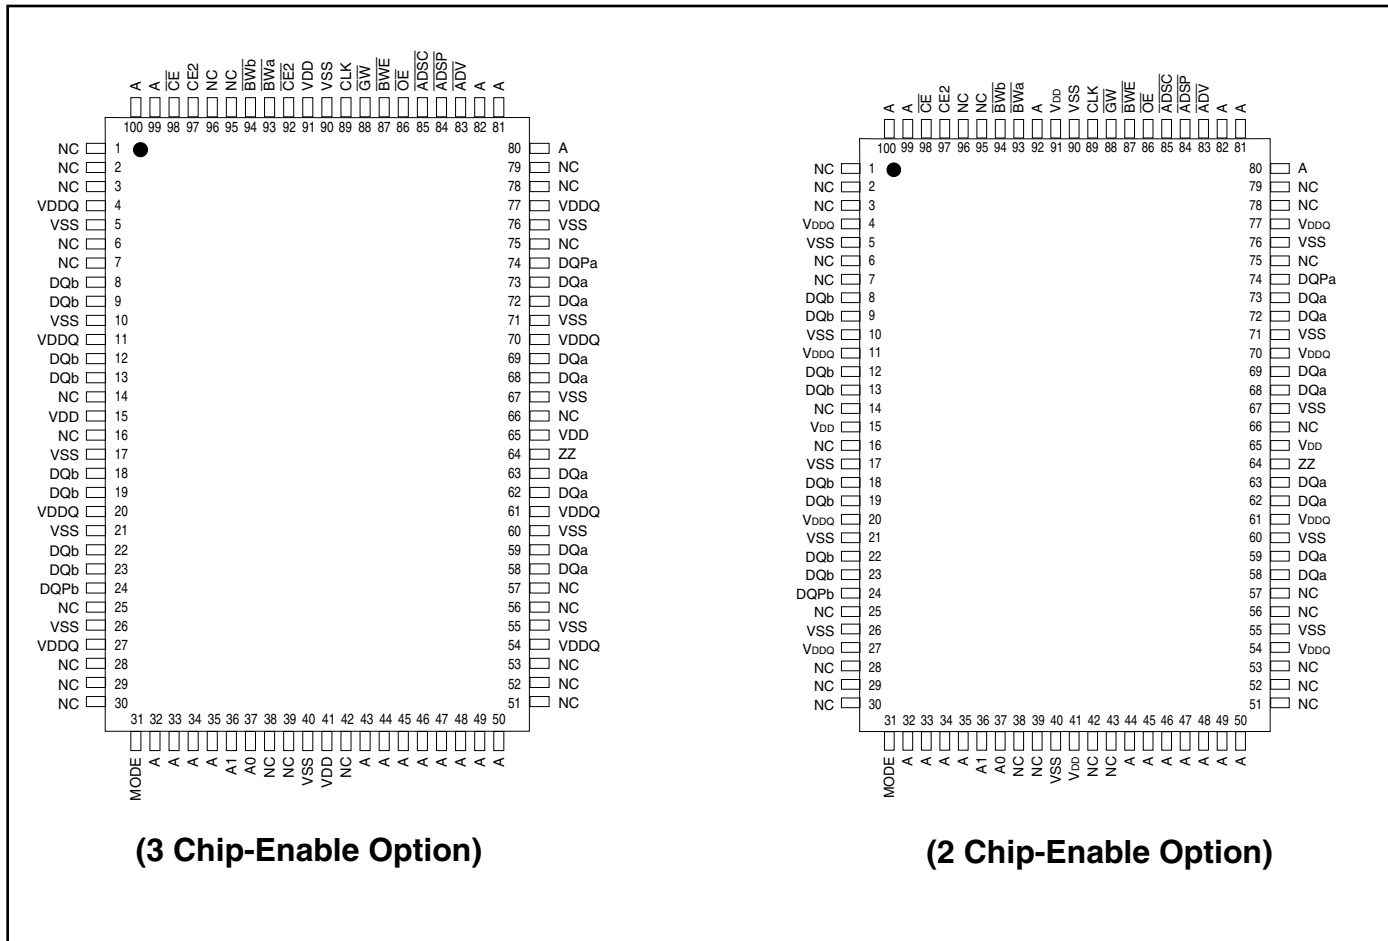 A A CE CE2 NC NC BWb BWa CE2 VDD VSS CLK GW BWE OE ADSC ADSP ADV A A
100 99 98 97 96 95 94 93 92 91 90 89 88 87 86 85 84 83 82 81
NC 1 80 A
NC 2 79 NC
NC 3 78 NC
VDDQ 4 77 VDDQ
VSS 5 76 VSS
NC 6 75 NC
NC 7 74 DQPa
DQb 8 73 DQa
DQb 9 72 DQa
VSS 10 71 VSS
VDDQ 11 70 VDDQ
DQb 12 69 DQa
DQb 13 68 DQa
NC 14 67 VSS
VDD 15 66 NC
NC 16 65 VDD
VSS 17 64 ZZ
DQb 18 63 DQa
DQb 19 62 DQa
VDDQ 20 61 VDDQ
VSS 21 60 VSS
DQb 22 59 DQa
DQb 23 58 DQa
DQPb 24 57 NC
NC 25 56 NC
VSS 26 55 VSS
VDDQ 27 54 VDDQ
NC 28 53 NC
NC 29 52 NC
NC 30 51 NC
31 32 33 34 35 36 37 38 39 40 41 42 43 44 45 46 47 48 49 50
MODE A A A A A1 A0 NC NC VSS VDD NC A A A A A A A A
(3 Chip-Enable Option)
A A CE CE2 NC NC BWb BWa A VDD VSS CLK GW BWE OE ADSC ADSP ADV A A
100 99 98 97 96 95 94 93 92 91 90 89 88 87 86 85 84 83 82 81
NC 1 80 A
NC 2 79 NC
NC 3 78 NC
VDDQ 4 77 VDDQ
VSS 5 76 VSS
NC 6 75 NC
NC 7 74 DQPa
DQb 8 73 DQa
DQb 9 72 DQa
VSS 10 71 VSS
VDDQ 11 70 VDDQ
DQb 12 69 DQa
DQb 13 68 DQa
NC 14 67 VSS
VDD 15 66 NC
NC 16 65 VDD
VSS 17 64 ZZ
DQb 18 63 DQa
DQb 19 62 DQa
VDDQ 20 61 VDDQ
VSS 21 60 VSS
DQb 22 59 DQa
DQb 23 58 DQa
DQPb 24 57 NC
NC 25 56 NC
VSS 26 55 VSS
VDDQ 27 54 VDDQ
NC 28 53 NC
NC 29 52 NC
NC 30 51 NC
31 32 33 34 35 36 37 38 39 40 41 42 43 44 45 46 47 48 49 50
MODE A A A A A1 A0 NC NC VSS VDD NC NC A A A A A A A
(2 Chip-Enable Option)